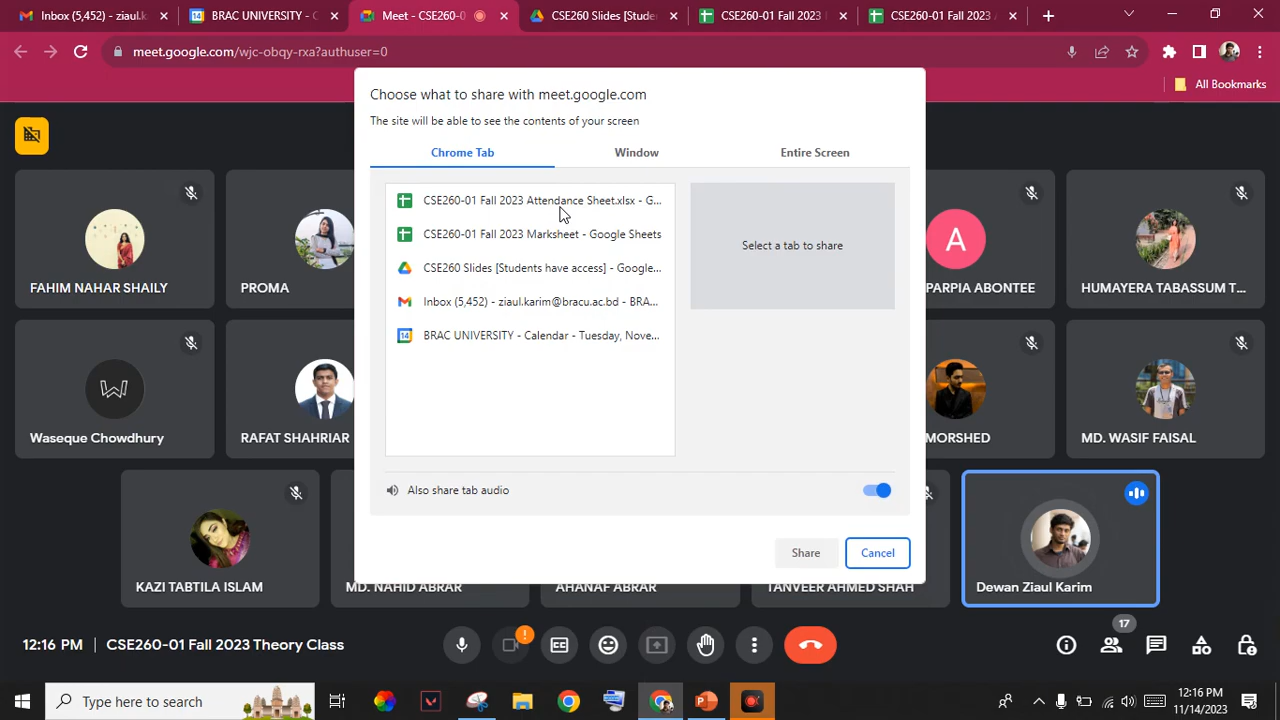 Inbox (5,452) - ziaul.k
BRAC UNIVERSITY - C
Meet - CSE260-0
CSE260 Slides [Stude
CSE260-01 Fall 2023
CSE260-01 Fall 2023
meet.google.com/wjc-obqy-rxa?authuser=0
All Bookmarks
Choose what to share with meet.google.com
The site will be able to see the contents of your screen
Chrome Tab
Window
Entire Screen
CSE260-01 Fall 2023 Attendance Sheet.xlsx - G...
CSE260-01 Fall 2023 Marksheet - Google Sheets
CSE260 Slides [Students have access] - Google...
Inbox (5,452) - ziaul.karim@bracu.ac.bd - BRA...
BRAC UNIVERSITY - Calendar - Tuesday, Nove...
Select a tab to share
Also share tab audio
Share
Cancel
FAHIM NAHAR SHAILY
PROMA
A
PARPIA ABONTEE
HUMAYERA TABASSUM T...
W
Waseque Chowdhury
RAFAT SHAHRIAR
MORSHED
MD. WASIF FAISAL
KAZI TABTILA ISLAM
MD. NAHID ABRAR
AHANAF ABRAR
TANVEER AHMED SHAH
Dewan Ziaul Karim
12:16 PM | CSE260-01 Fall 2023 Theory Class
17
Type here to search
12:16 PM
11/14/2023